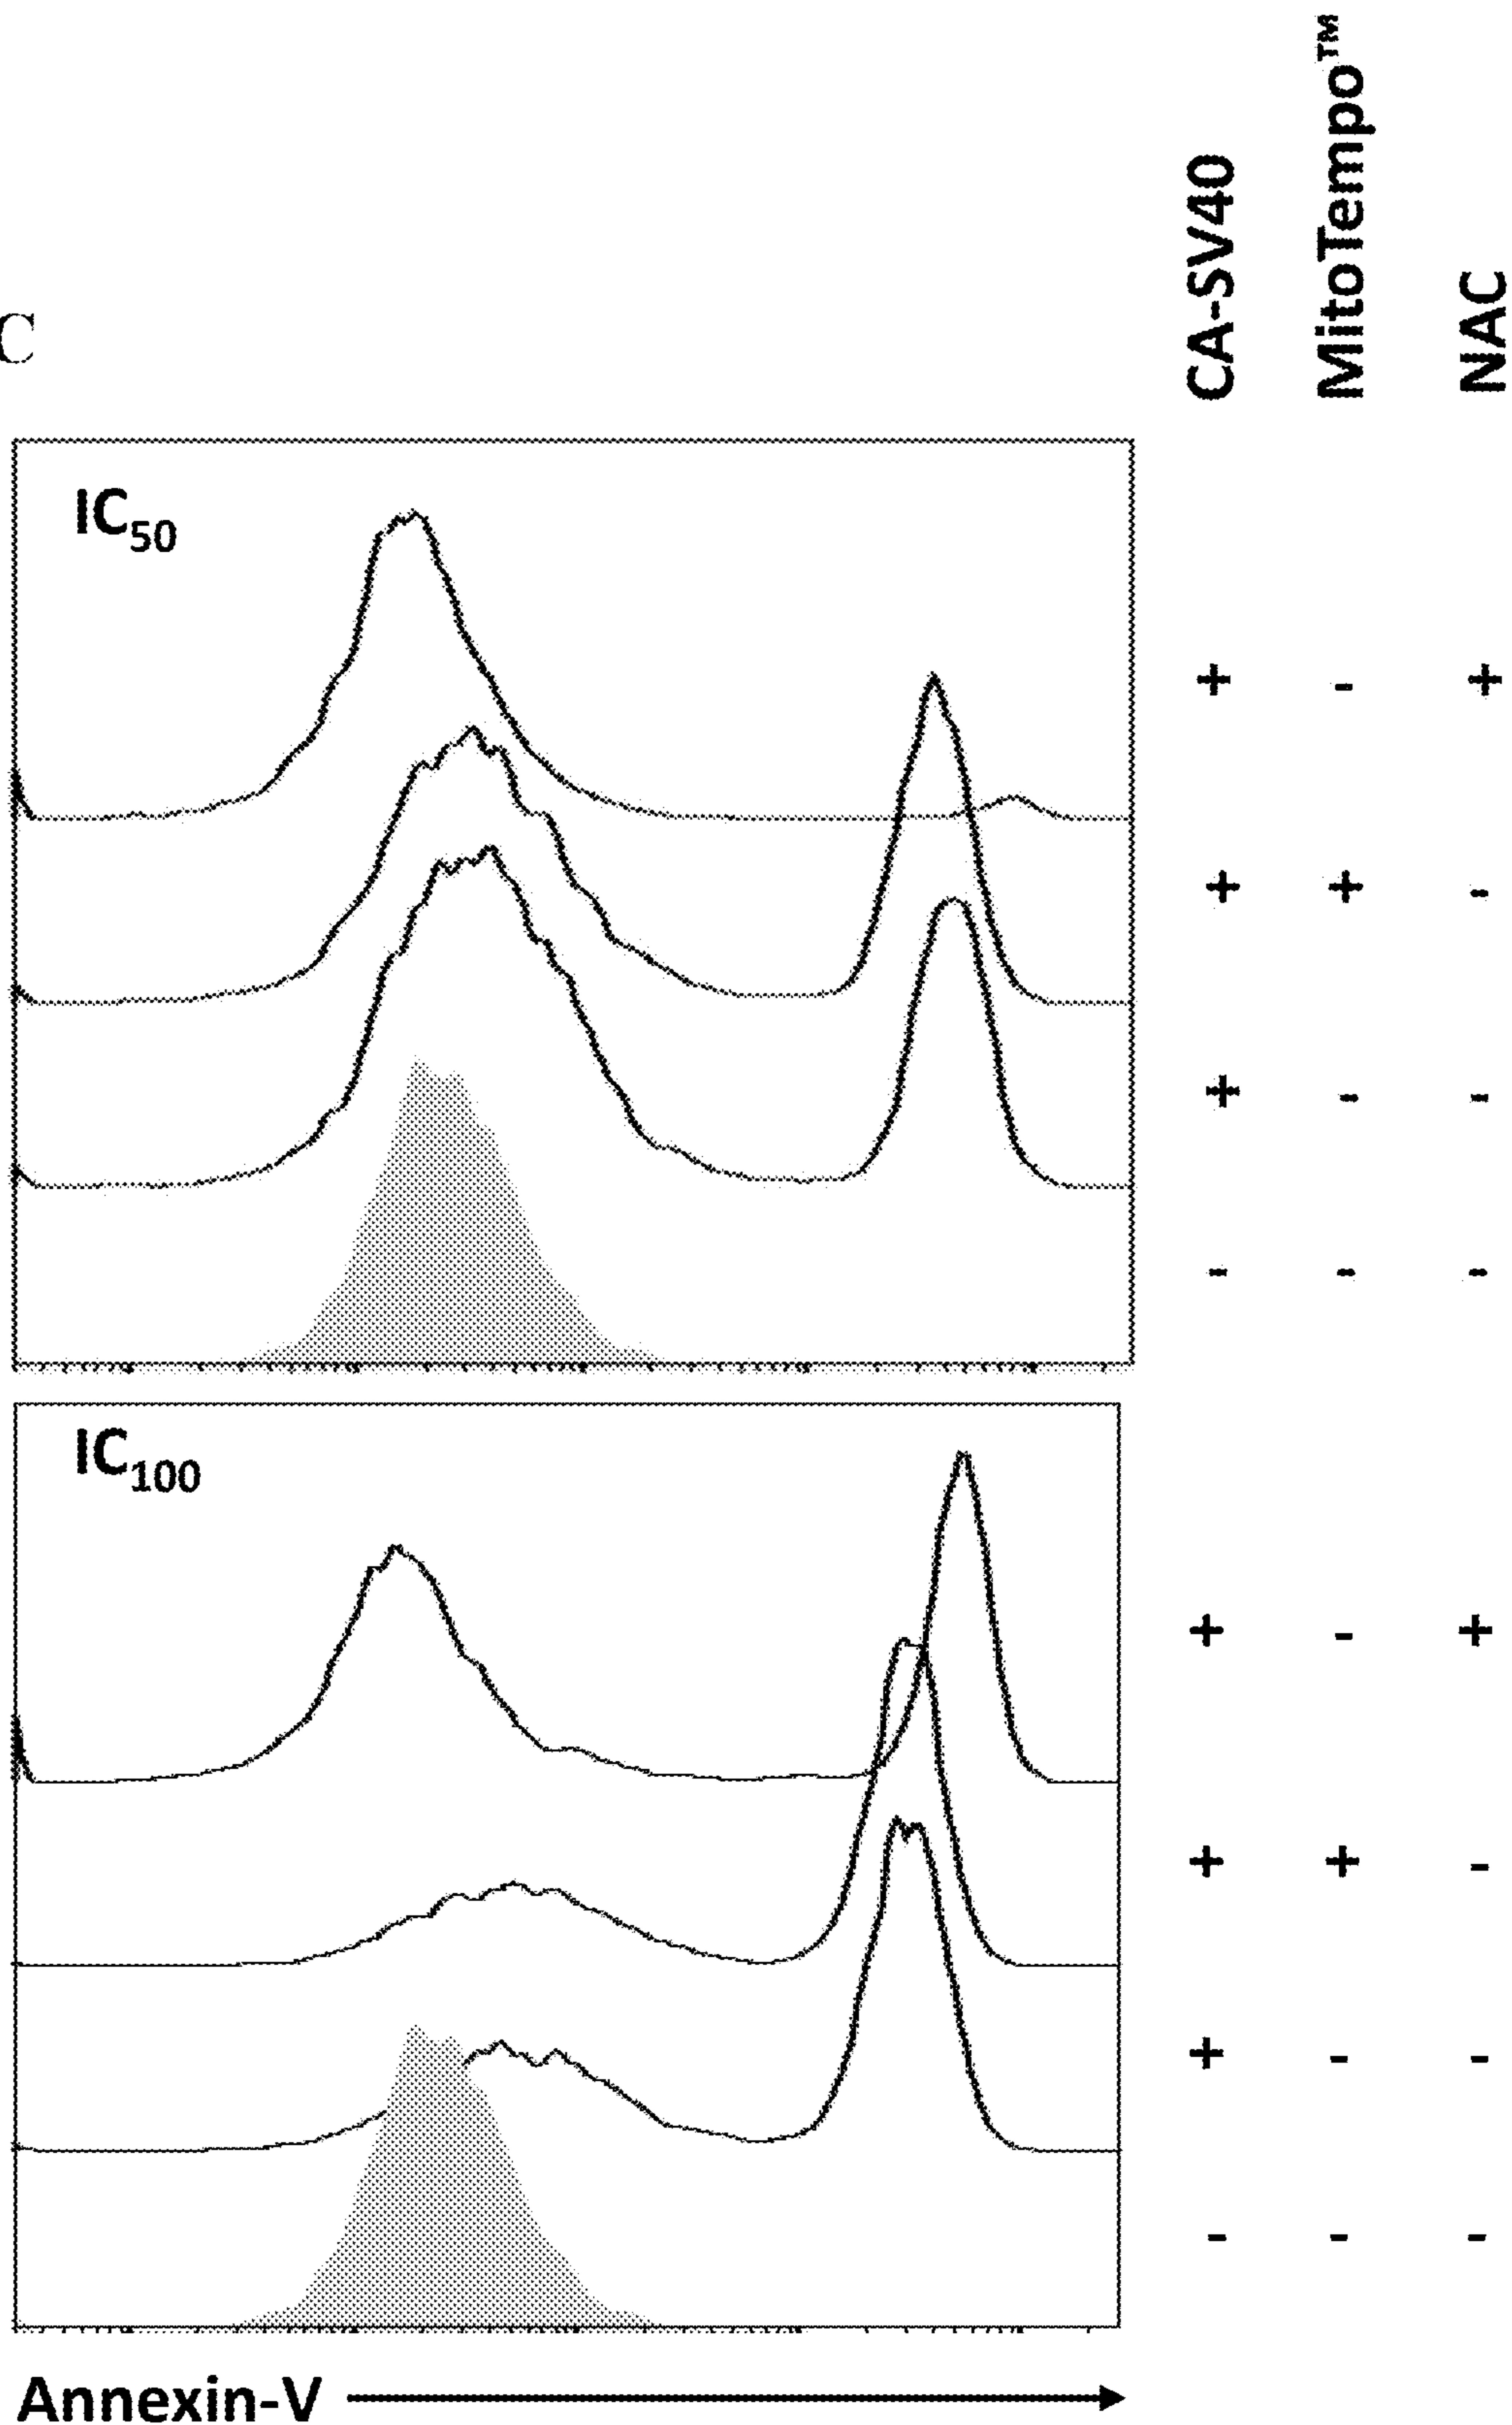 C
CA-SV40 MitoTempo™ NAC
IC50
+ - +
+ + -
+ - -
- - -
IC100
+ - +
+ + -
+ - -
- - -
Annexin-V